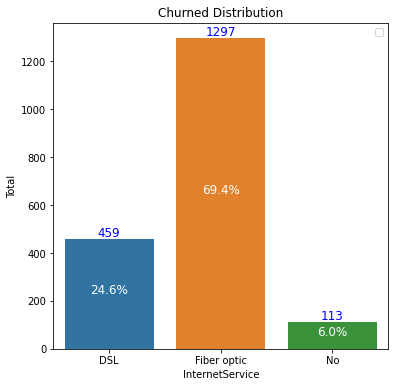 Churned Distribution
1297
1200
1000
800
Total
69.4%
600
459
400
24.6%
200
113
6.0%
0
DSL
Fiber optic
No
InternetService